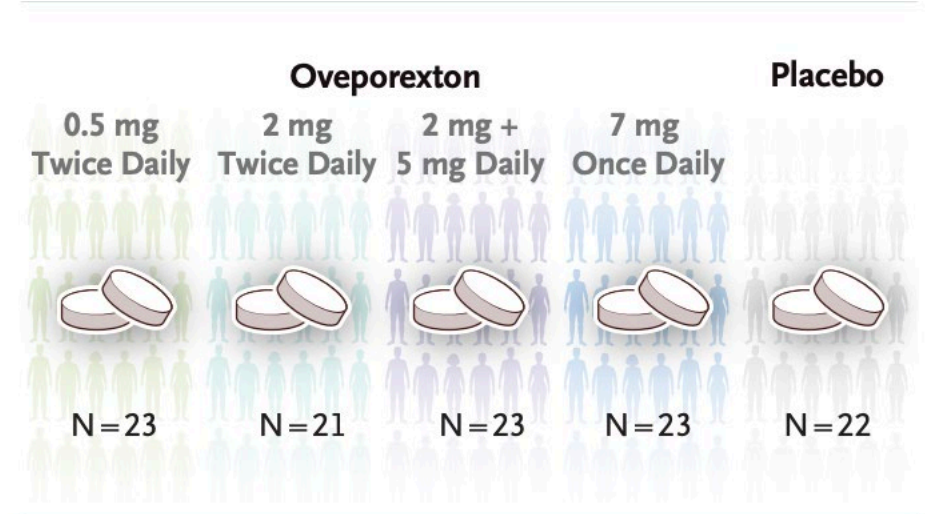 Oveporexton
Placebo
0.5 mg
Twice Daily
2 mg
Twice Daily
2 mg +
5 mg Daily
7 mg
Once Daily
N=23
N=21
N=23
N=23
N=22